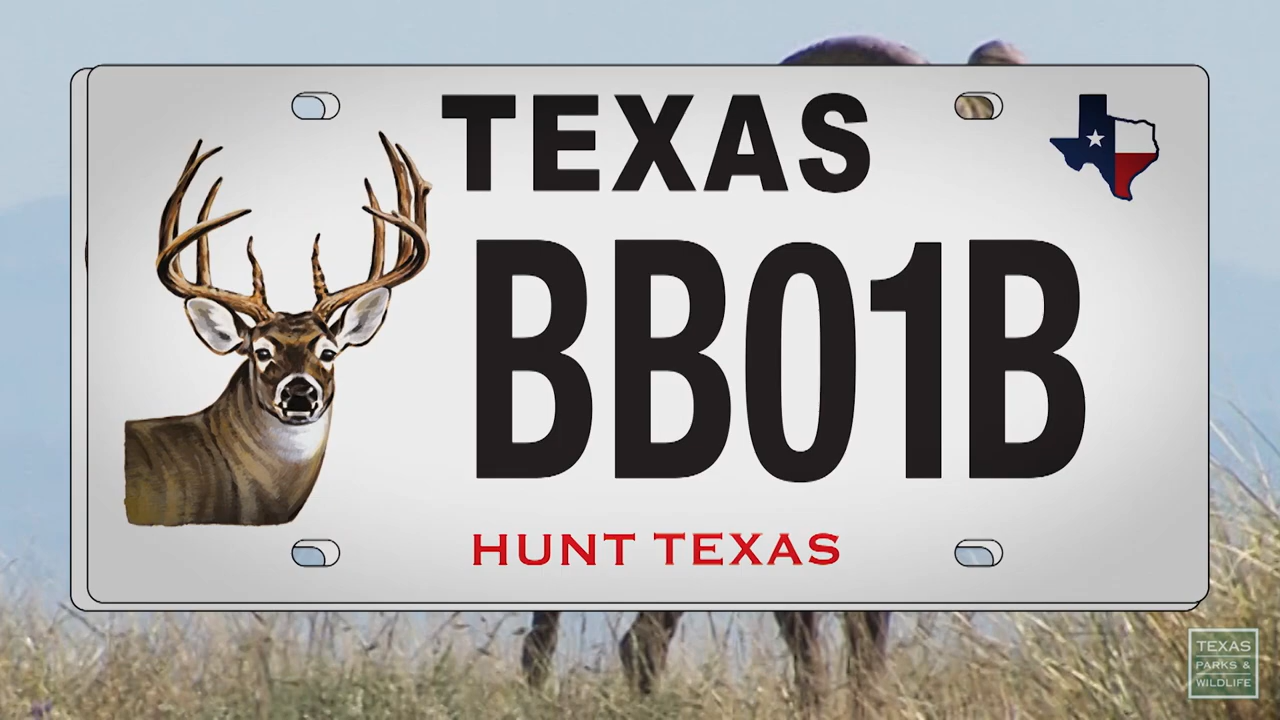 TEXAS
BB01B
HUNT TEXAS
TEXAS
PARKS &
WILDLIFE